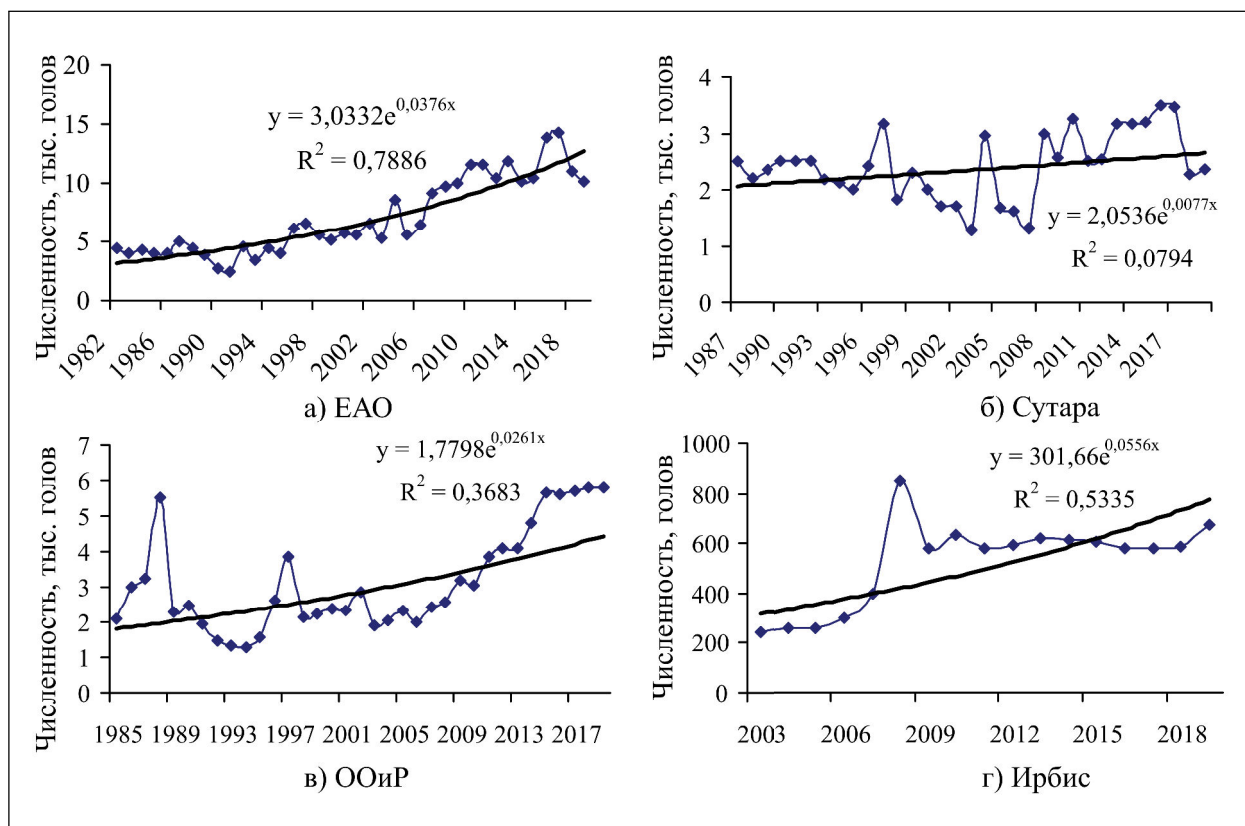 Численность, тыс. голов
20
15
10
5
0
y = 3,0332e^0,0376x
R² = 0,7886
1982 1986 1990 1994 1998 2002 2006 2010 2014 2018
а) ЕАО
Численность, тыс. голов
4
3
2
1
0
y = 2,0536e^0,0077x
R² = 0,0794
1987 1990 1993 1996 1999 2002 2005 2008 2011 2014 2017
б) Сутара
Численность, тыс. голов
7
6
5
4
3
2
1
0
y = 1,7798e^0,0261x
R² = 0,3683
1985 1989 1993 1997 2001 2005 2009 2013 2017
в) ООиР
Численность, голов
1000
800
600
400
200
0
y = 301,66e^0,0556x
R² = 0,5335
2003 2006 2009 2012 2015 2018
г) Ирбис